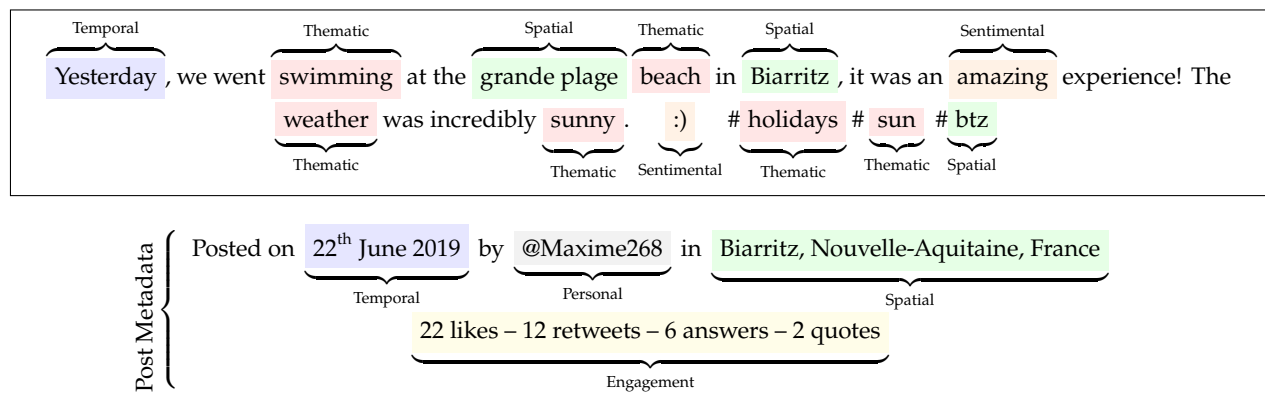 Temporal Thematic Spatial Thematic Spatial Sentimental
Yesterday, we went swimming at the grande plage beach in Biarritz, it was an amazing experience! The
weather was incredibly sunny. :) #holidays #sun #btz
Thematic Thematic Sentimental Thematic Thematic Spatial
Post Metadata
Posted on 22th June 2019 by @Maxime268 in Biarritz, Nouvelle-Aquitaine, France
Temporal Personal Spatial
22 likes – 12 retweets – 6 answers – 2 quotes
Engagement